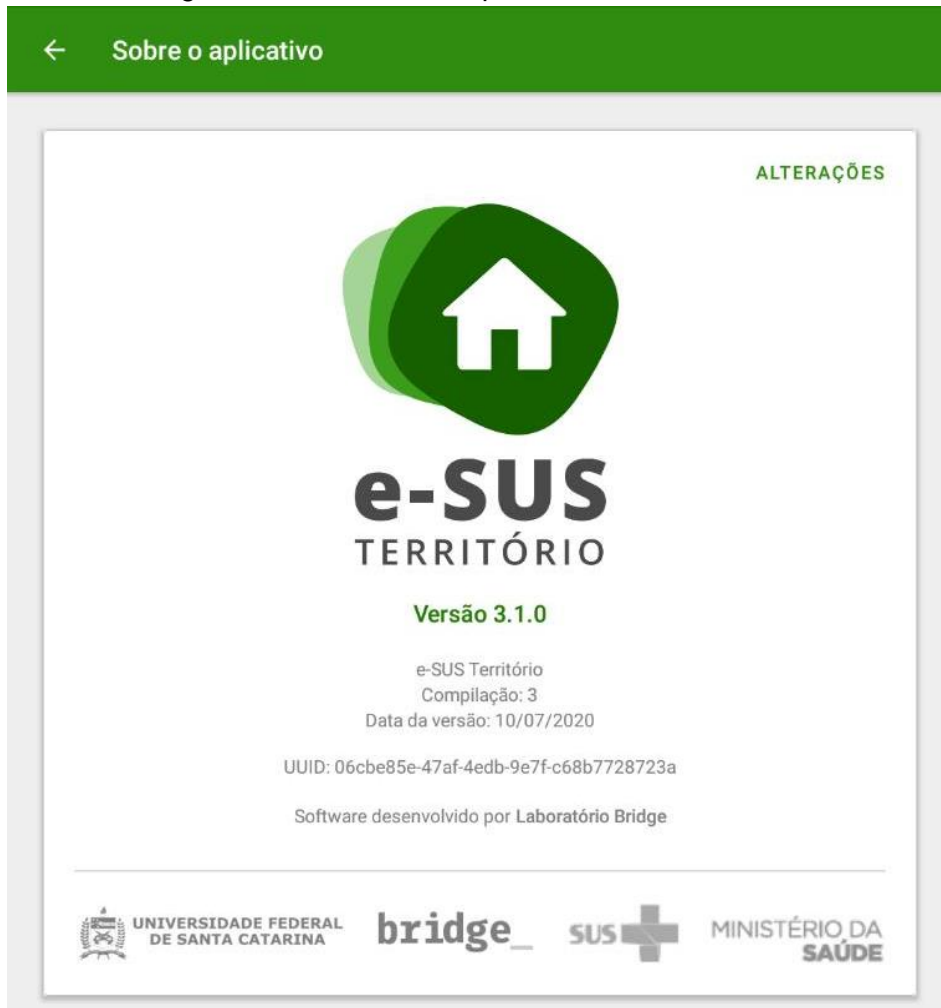 Sobre o aplicativo
ALTERAÇÕES
e-SUS
TERRITÓRIO
Versão 3.1.0
e-SUS Território
Compilação: 3
Data da versão: 10/07/2020
UUID: 06cbe85e-47af-4edb-9e7f-c68b7728723a
Software desenvolvido por Laboratório Bridge
UNIVERSIDADE FEDERAL
DE SANTA CATARINA
bridge_
SUS
MINISTÉRIO DA
SAÚDE